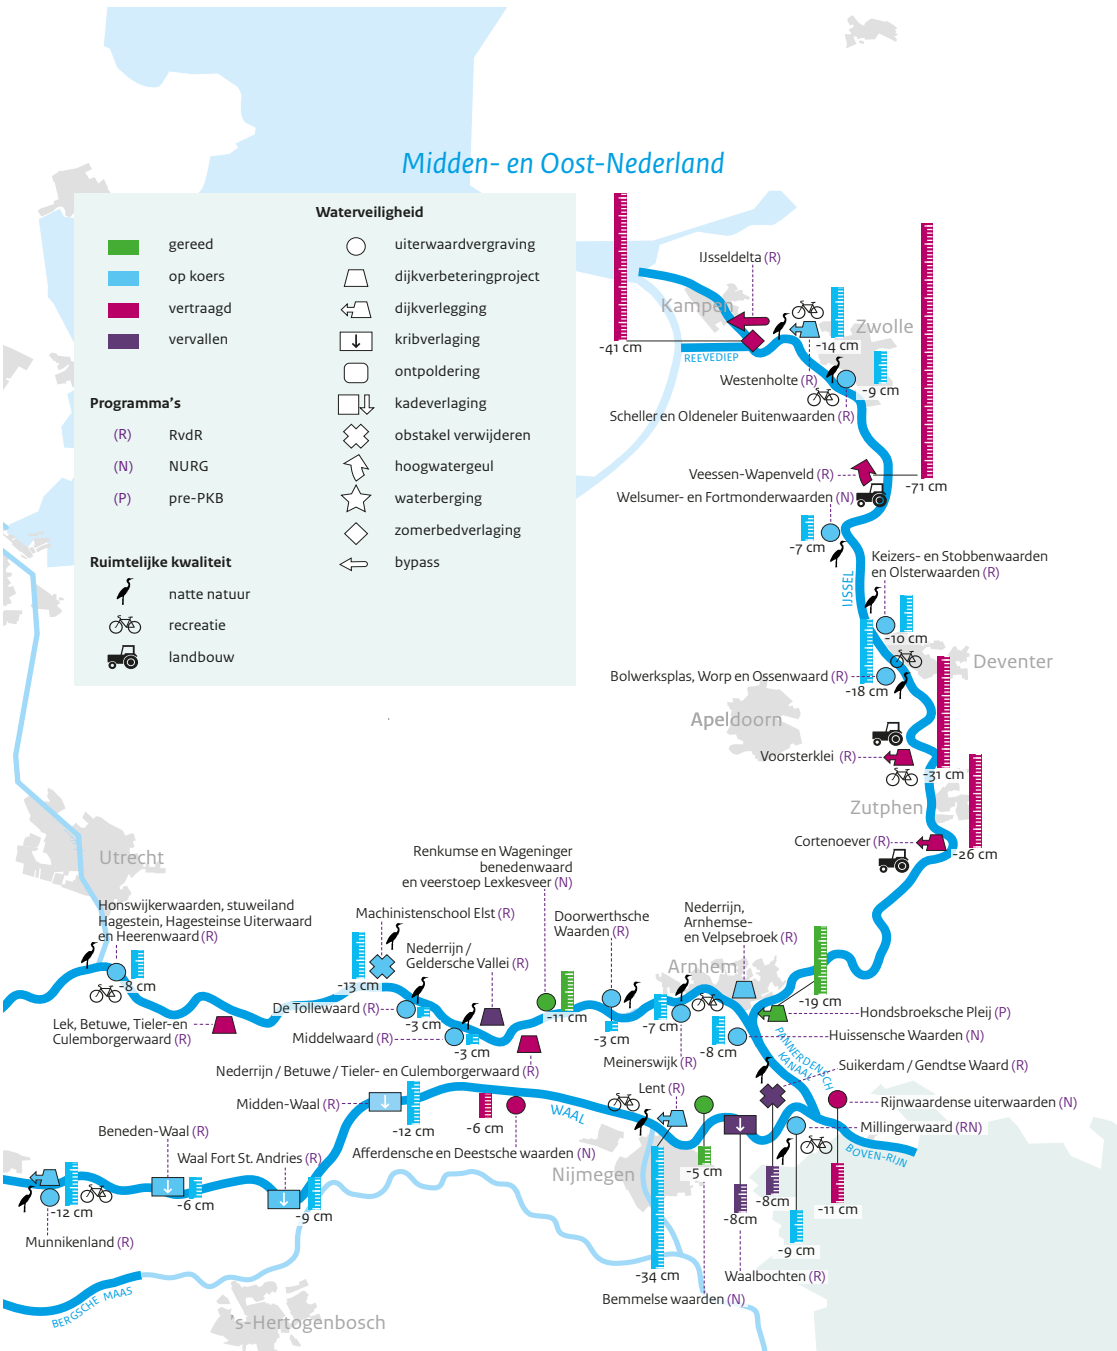 Midden- en Oost-Nederland
Waterveiligheid
gereed
op koers
vertraagd
vervallen
uiterwaardvergraving
dijkverbeteringproject
dijkverlegging
kribverlaging
ontpoldering
kadeverlaging
obstakel verwijderen
hoogwatergeul
waterberging
zomerbedverlaging
bypass
Programma's
(R) RvdR
(N) NURG
(P) pre-PKB
Ruimtelijke kwaliteit
natte natuur
recreatie
landbouw
IJsseldelta (R)
Kampen
-41 cm
REEVEDIEP
Zwolle
-14 cm
Westenholte (R)
-9 cm
Scheller en Oldeneler Buitenwaarden (R)
Veessen-Wapenveld (R)
-71 cm
Welsumer- en Fortmonderwaarden (N)
-7 cm
Keizers- en Stobbenwaarden
en Olsterwaarden (R)
IJSSEL
-10 cm
Deventer
Bolwerksplas, Worp en Ossenwaard (R)
-18 cm
Apeldoorn
Voorsterklei (R)
-31 cm
Zutphen
Cortenoever (R)
-26 cm
Utrecht
Honswijkerwaarden, stuweiland
Hagestein, Hagesteinse Uiterwaard
en Heerenwaard (R)
-8 cm
Lek, Betuwe, Tieler-en
Culemborgerwaard (R)
Renkumse en Wageninger
benedenwaard
en veerstoep Lexkesveer (N)
Machinistenschool Elst (R)
-13 cm
Nederrijn /
Geldersche Vallei (R)
Doorwerthsche
Waarden (R)
Nederrijn,
Arnhemse-
en Velpsebroek (R)
Arnhem
De Tollewaard (R)
-3 cm
Middelwaard (R)
-3 cm
-11 cm
-3 cm
-7 cm
Meinerswijk (R)
-8 cm
-19 cm
Hondsbroeksche Pleij (P)
Huissensche Waarden (N)
PANNERDENSCH
KANAAL
Nederrijn / Betuwe / Tieler- en Culemborgerwaard (R)
Suikerdam / Gendtse Waard (R)
Midden-Waal (R)
-12 cm
-6 cm
WAAL
Lent (R)
Rijnwaardense uiterwaarden (N)
Millingerwaard (RN)
BOVEN-RIJN
Beneden-Waal (R)
Waal Fort St. Andries (R)
Afferdensche en Deestsche waarden (N)
Nijmegen
-5 cm
-8cm
-8cm
-11 cm
-9 cm
-12 cm
-6 cm
-9 cm
Munnikenland (R)
-34 cm
Waalbochten (R)
Bemmelse waarden (N)
BERGSCHE MAAS
's-Hertogenbosch